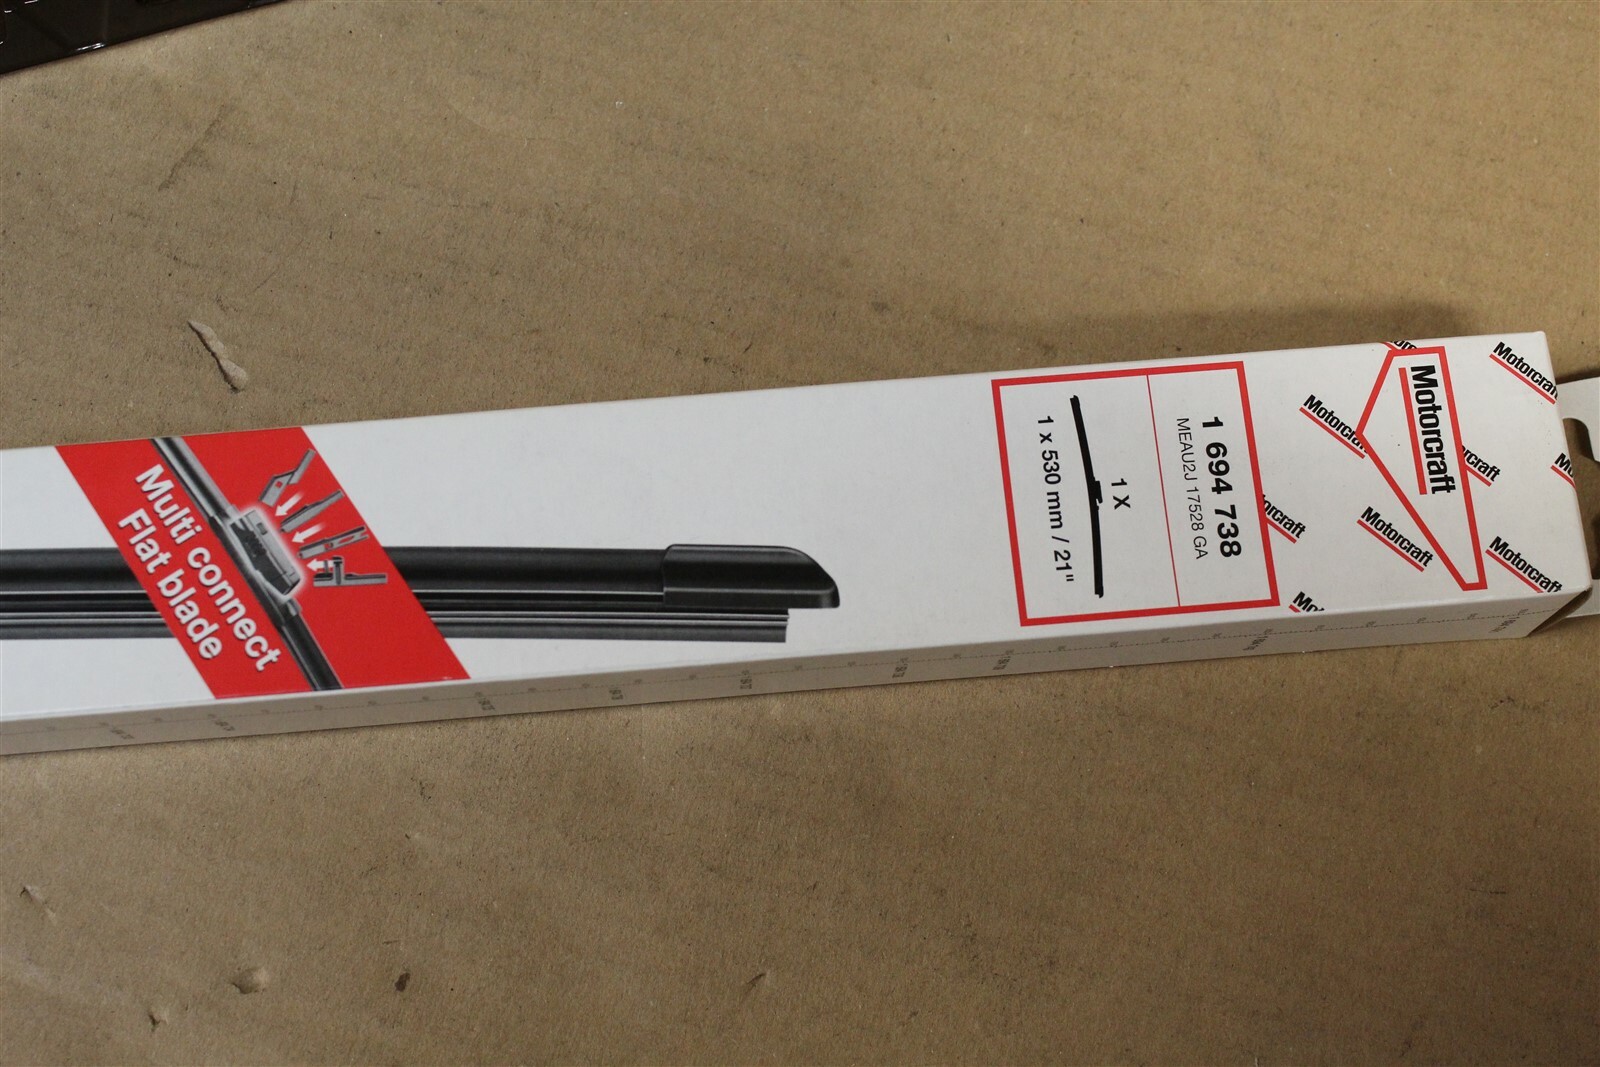 Motorcraft
Motorcraft
Motorcraft
Motorcraft
1 694 738
MEAU2J 17528 GA
1 X
1 x 530 mm / 21"
Multi connect
Flat blade